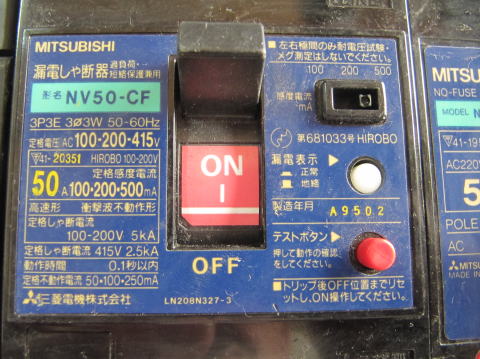 MITSUBISHI
漏電しゃ断器 過負荷・短絡保護兼用
形名 NV50-CF
3P3E 3ø3W 50-60Hz
定格電圧 AC100-200-415V
▽41-20351 HIROBO 100-200V
50A 定格感度電流 100・200・500mA
高速形 衝撃波不動作形
定格しゃ断電流
100-200V 5kA
定格しゃ断電流 415V 2.5kA
動作時間 0.1秒以内
定格不動作電流 50・100・250mA
三菱電機株式会社
ON
I
OFF
LN208N327-3
■左右極間のみ耐電圧試験・
メグ測定はしないでください。
100 200 500
感度電流
mA
第681033号 HIROBO
漏電表示 ▶
正常
地絡
製造年月
A9502
テストボタン ▶
押して動作の確認
をしてください。
■トリップ後OFF位置までリセ
ットし、ON操作してください。
MITSU
NO-FUSE
MODEL N
▽41-195
AC220V
5
POLE
AC
MITSU
MADE IN